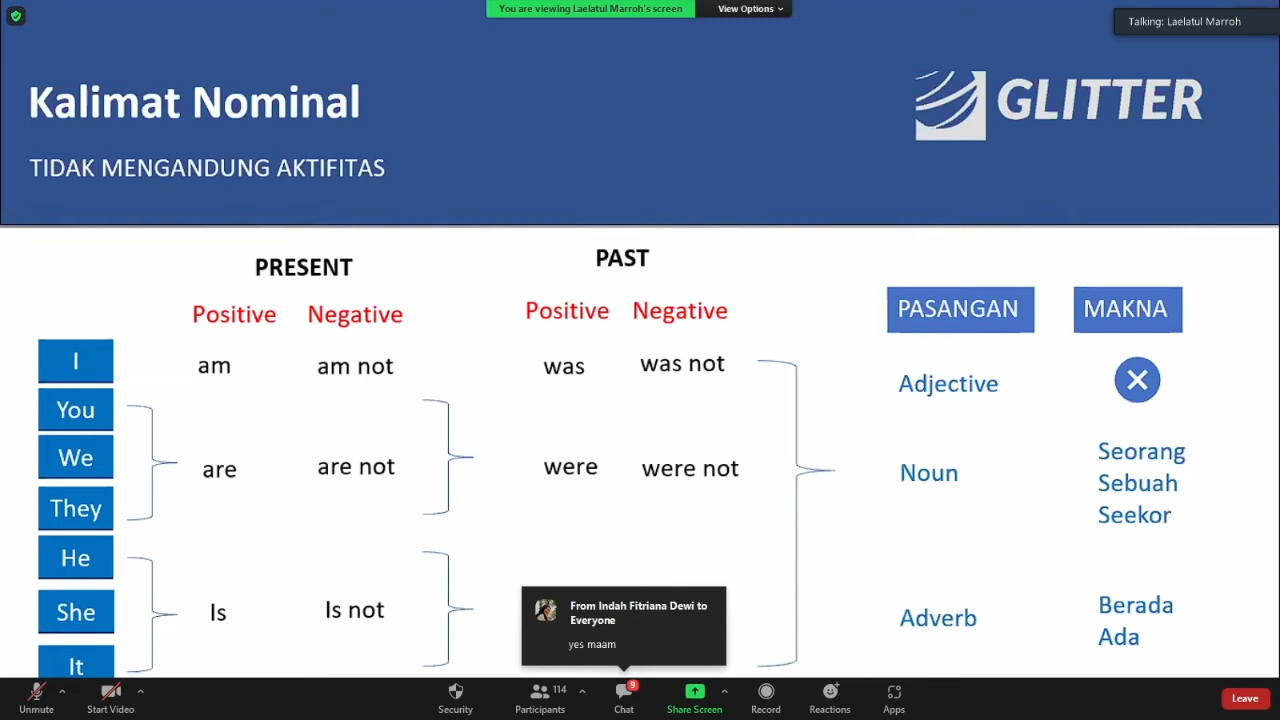 You are viewing Laelatul Marroh's screen
View Options
Talking: Laelatul Marroh
Kalimat Nominal
GLITTER
TIDAK MENGANDUNG AKTIFITAS
PRESENT
PAST
Positive Negative
Positive Negative
PASANGAN
MAKNA
I
am
am not
was
was not
Adjective
You
We
They
are
are not
were
were not
Noun
Seorang
Sebuah
Seekor
He
She
It
Is
Is not
Adverb
Berada
Ada
From Indah Fitriana Dewi to
Everyone
yes maam
Unmute
Start Video
Security
Participants
114
Chat
9
Share Screen
Record
Reactions
Apps
Leave